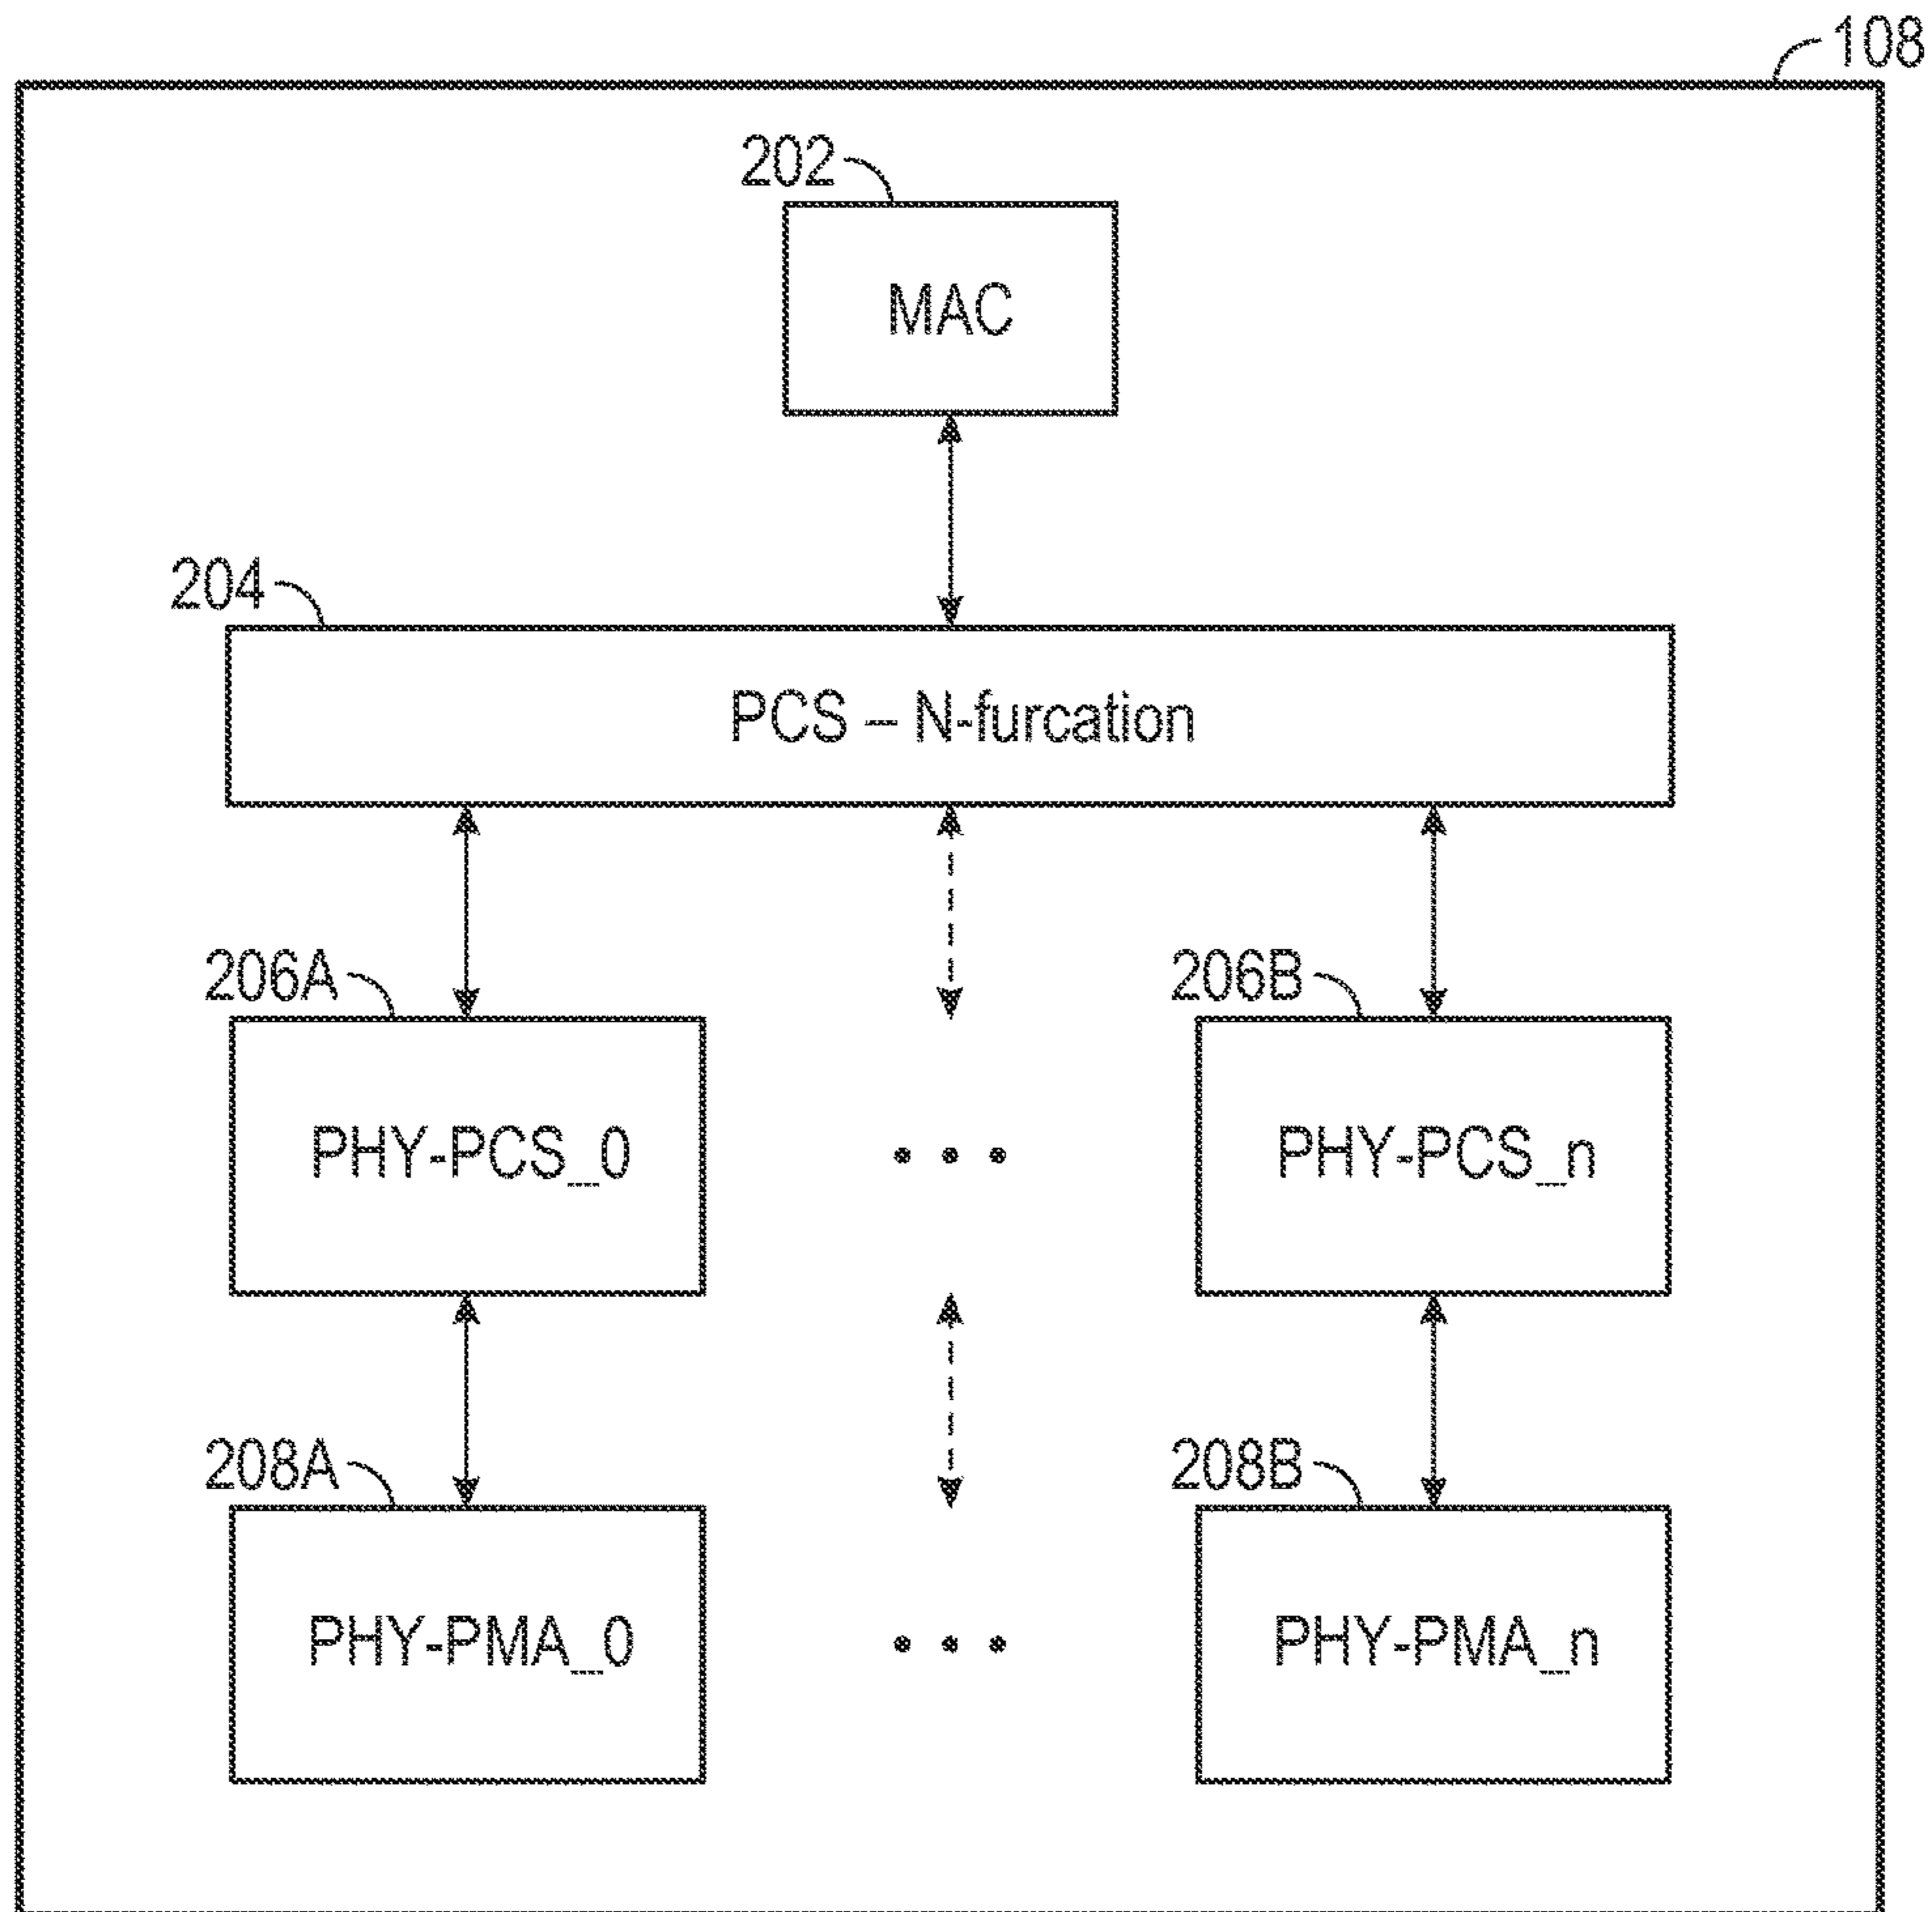 108
202
MAC
204
PCS – N-furcation
206A
206B
PHY-PCS_0
• • •
PHY-PCS_n
208A
208B
PHY-PMA_0
• • •
PHY-PMA_n